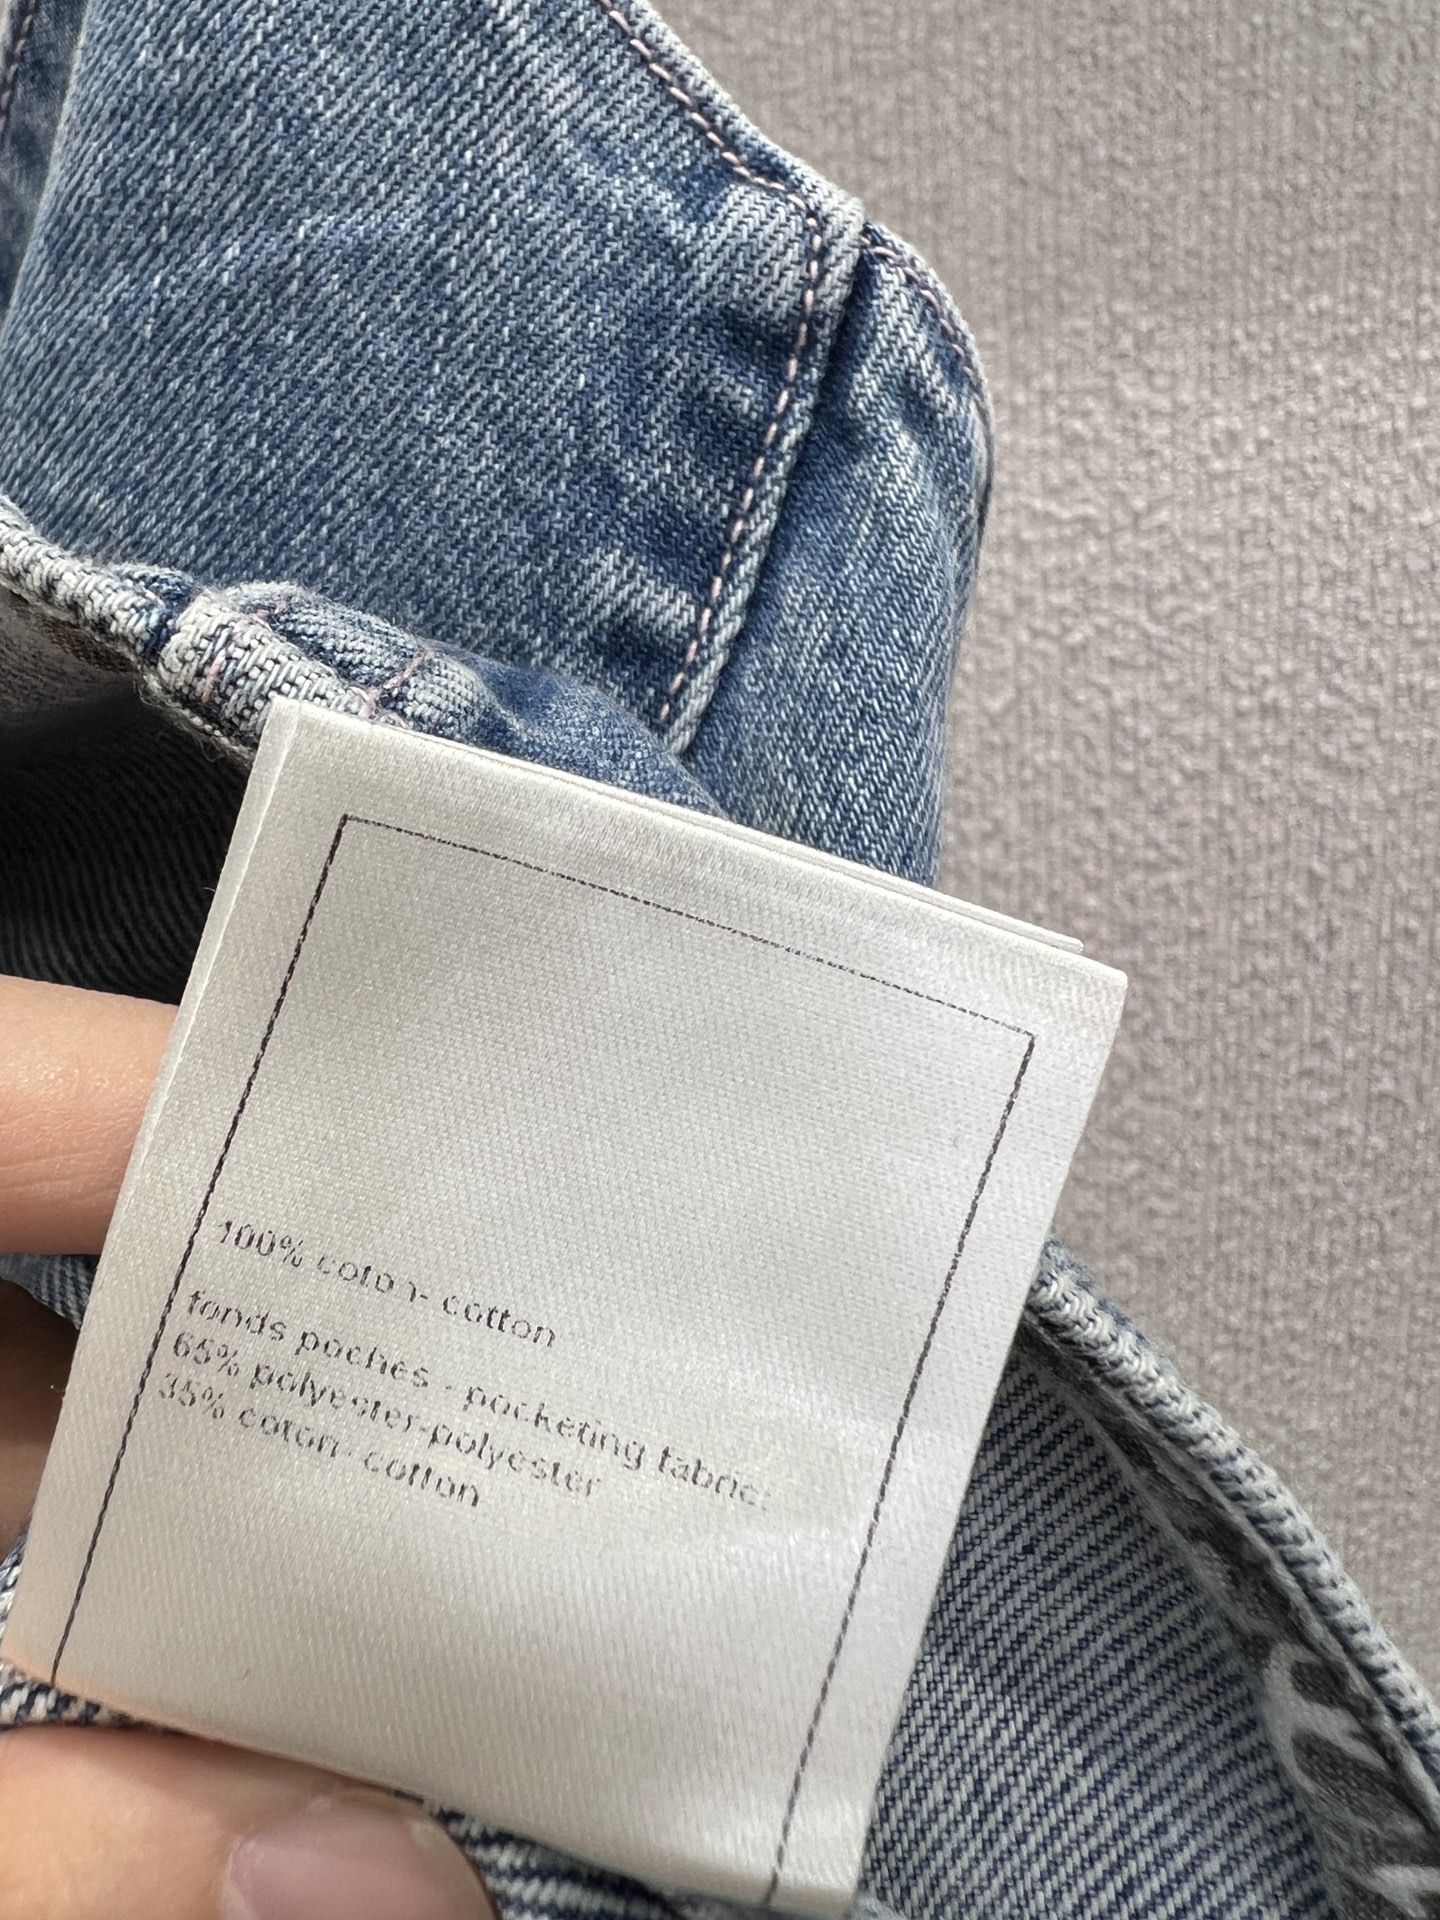 100% coton- cotton
fonds poches - pocketing fabric:
65% polyester-polyester
35% coton- cotton